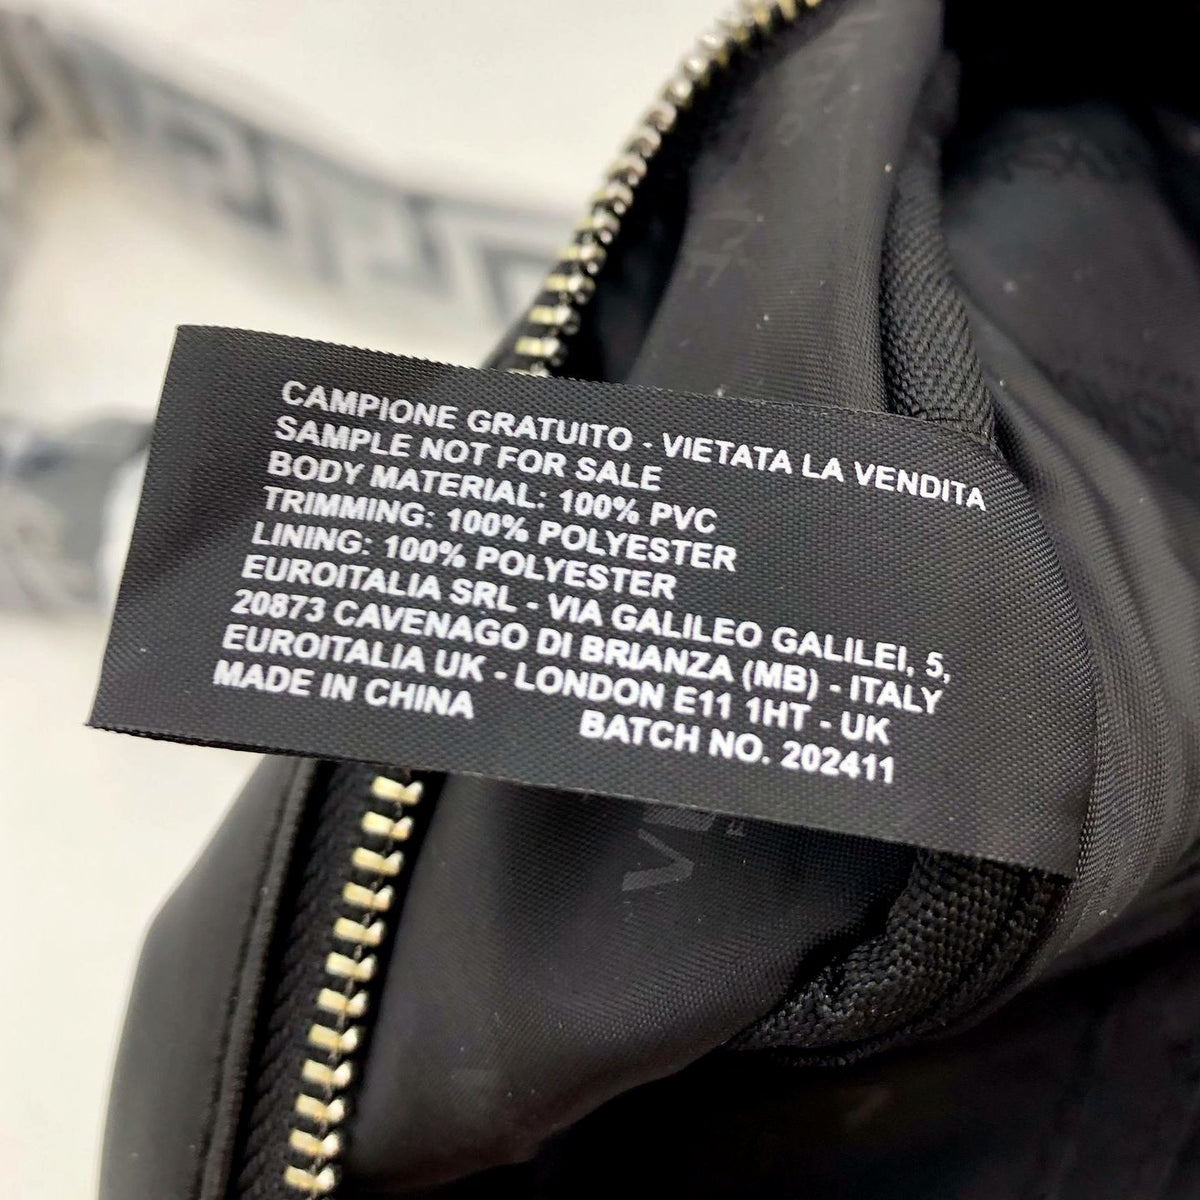 CAMPIONE GRATUITO - VIETATA LA VENDITA
SAMPLE NOT FOR SALE
BODY MATERIAL: 100% PVC
TRIMMING: 100% POLYESTER
LINING: 100% POLYESTER
EUROITALIA SRL - VIA GALILEO GALILEI, 5,
20873 CAVENAGO DI BRIANZA (MB) - ITALY
EUROITALIA UK - LONDON E11 1HT - UK
MADE IN CHINA BATCH NO. 202411